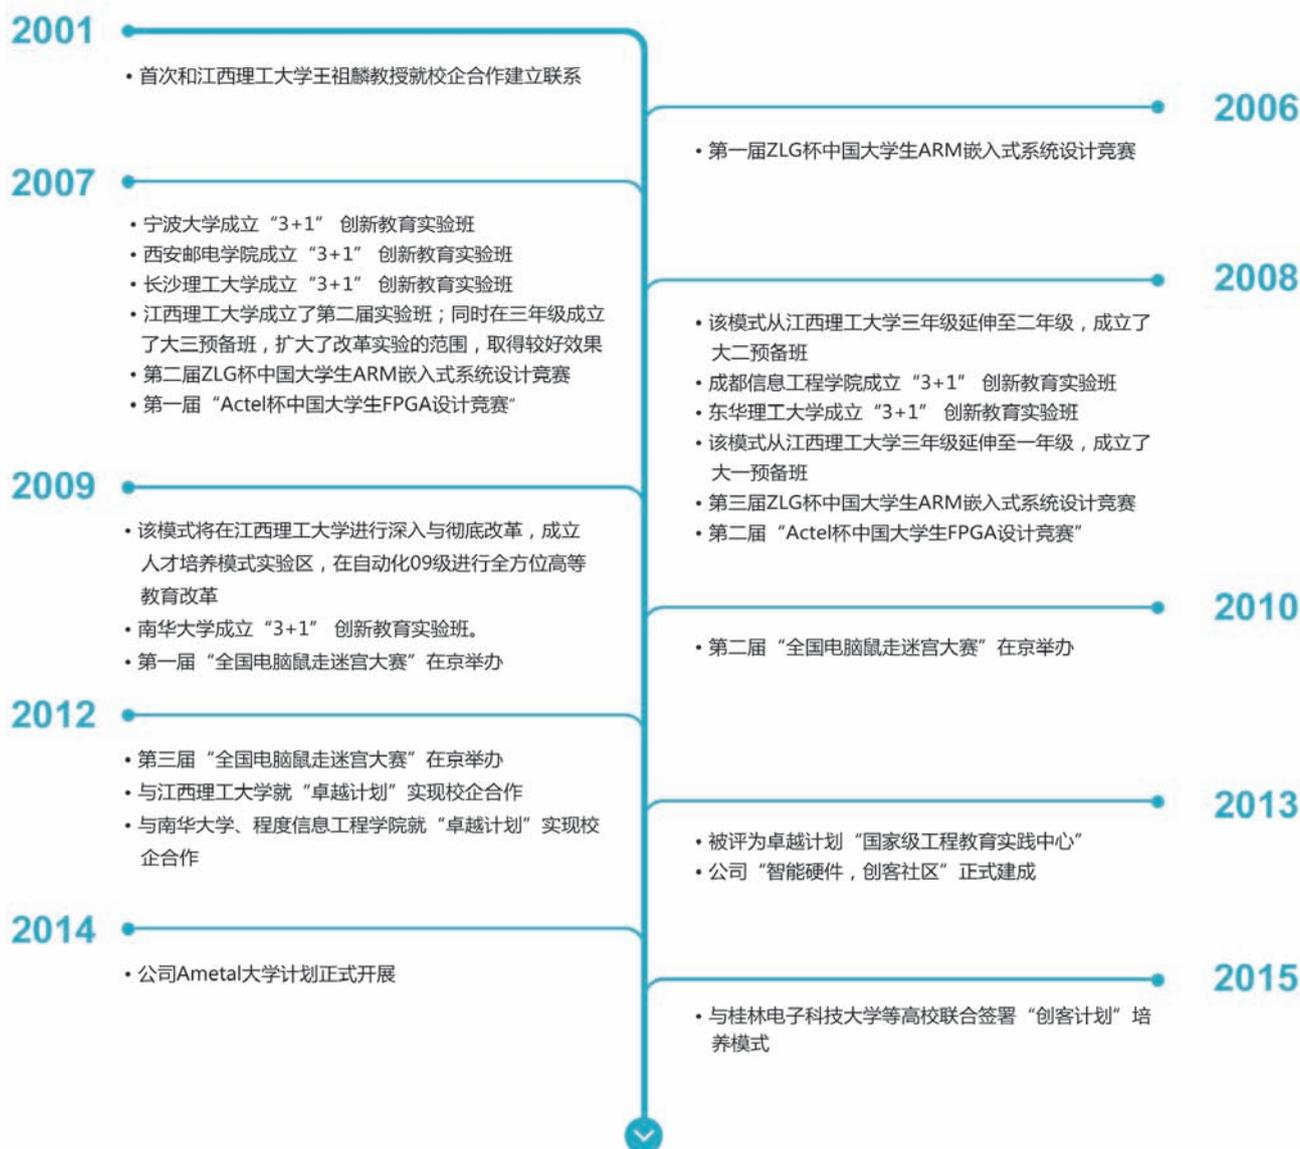 2001
• 首次和江西理工大学王祖麟教授就校企合作建立联系
2006
• 第一届ZLG杯中国大学生ARM嵌入式系统设计竞赛
2007
• 宁波大学成立“3+1” 创新教育实验班
• 西安邮电学院成立“3+1” 创新教育实验班
• 长沙理工大学成立“3+1” 创新教育实验班
• 江西理工大学成立了第二届实验班；同时在三年级成立
了大三预备班，扩大了改革实验的范围，取得较好效果
• 第二届ZLG杯中国大学生ARM嵌入式系统设计竞赛
• 第一届“Actel杯中国大学生FPGA设计竞赛”
2008
• 该模式从江西理工大学三年级延伸至二年级，成立了
大二预备班
• 成都信息工程学院成立“3+1” 创新教育实验班
• 东华理工大学成立“3+1” 创新教育实验班
• 该模式从江西理工大学三年级延伸至一年级，成立了
大一预备班
• 第三届ZLG杯中国大学生ARM嵌入式系统设计竞赛
• 第二届“Actel杯中国大学生FPGA设计竞赛”
2009
• 该模式将在江西理工大学进行深入与彻底改革，成立
人才培养模式实验区，在自动化09级进行全方位高等
教育改革
• 南华大学成立“3+1” 创新教育实验班。
• 第一届“全国电脑鼠走迷宫大赛”在京举办
2010
• 第二届“全国电脑鼠走迷宫大赛”在京举办
2012
• 第三届“全国电脑鼠走迷宫大赛”在京举办
• 与江西理工大学就“卓越计划”实现校企合作
• 与南华大学、程度信息工程学院就“卓越计划”实现校
企合作
2013
• 被评为卓越计划“国家级工程教育实践中心”
• 公司“智能硬件，创客社区”正式建成
2014
• 公司Ametal大学计划正式开展
2015
• 与桂林电子科技大学等高校联合签署“创客计划”培
养模式